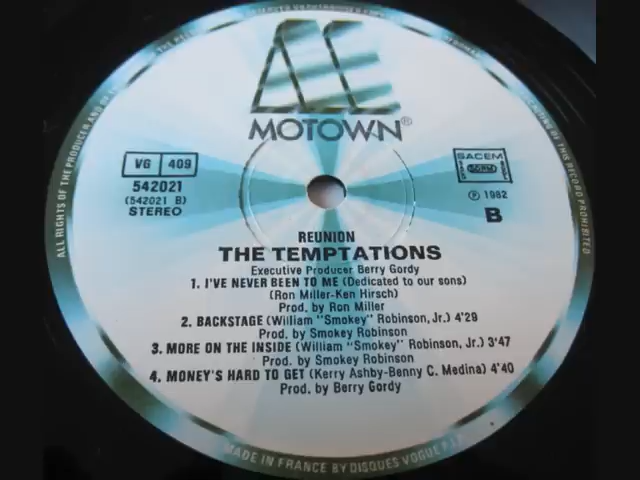 MOTOWN®
VG 409
542021
(542021 B)
STEREO
SACEM
℗ 1982
B
REUNION
THE TEMPTATIONS
Executive Producer Berry Gordy
1. I'VE NEVER BEEN TO ME (Dedicated to our sons)
(Ron Miller-Ken Hirsch)
Prod. by Ron Miller
2. BACKSTAGE (William "Smokey" Robinson, Jr.) 4'29
Prod. by Smokey Robinson
3. MORE ON THE INSIDE (William "Smokey" Robinson, Jr.) 3'47
Prod. by Smokey Robinson
4. MONEY'S HARD TO GET (Kerry Ashby-Benny C. Medina) 4'40
Prod. by Berry Gordy
ALL RIGHTS OF THE PRODUCER AND
THIS RECORD PROHIBITED
MADE IN FRANCE BY DISQUES VOGUE P.I.